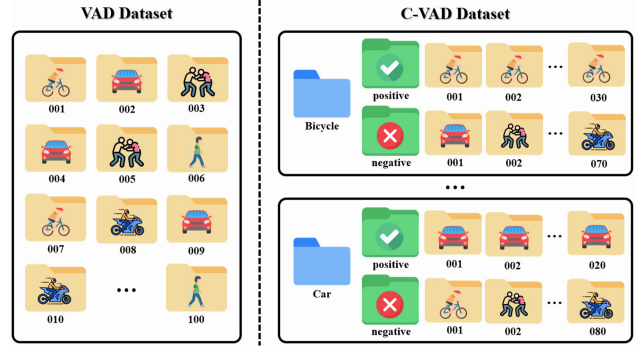 VAD Dataset
001 002 003
004 005 006
007 008 009
010 ... 100
C-VAD Dataset
Bicycle
positive 001 002 ... 030
negative 001 002 ... 070
...
Car
positive 001 002 ... 020
negative 001 002 ... 080